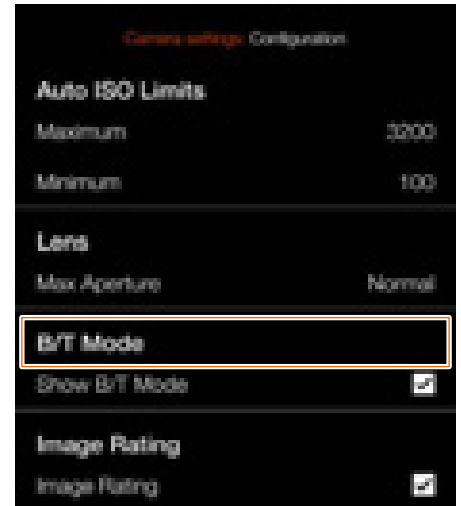 Camera settings: Configuration
Auto ISO Limits
Maximum 3200
Minimum 100
Lens
Max Aperture Normal
B/T Mode
Show B/T Mode
Image Rating
Image Rating